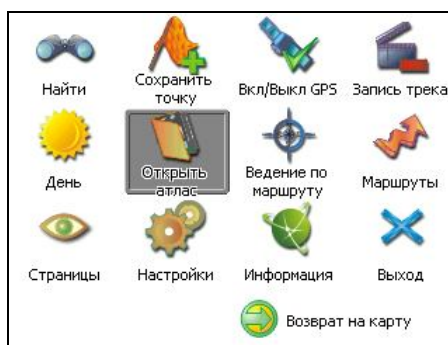 Найти
Сохранить
точку
Вкл/Выкл GPS
Запись трека
День
Открыть
атлас
Ведение по
маршруту
Маршруты
Страницы
Настройки
Информация
Выход
Возврат на карту